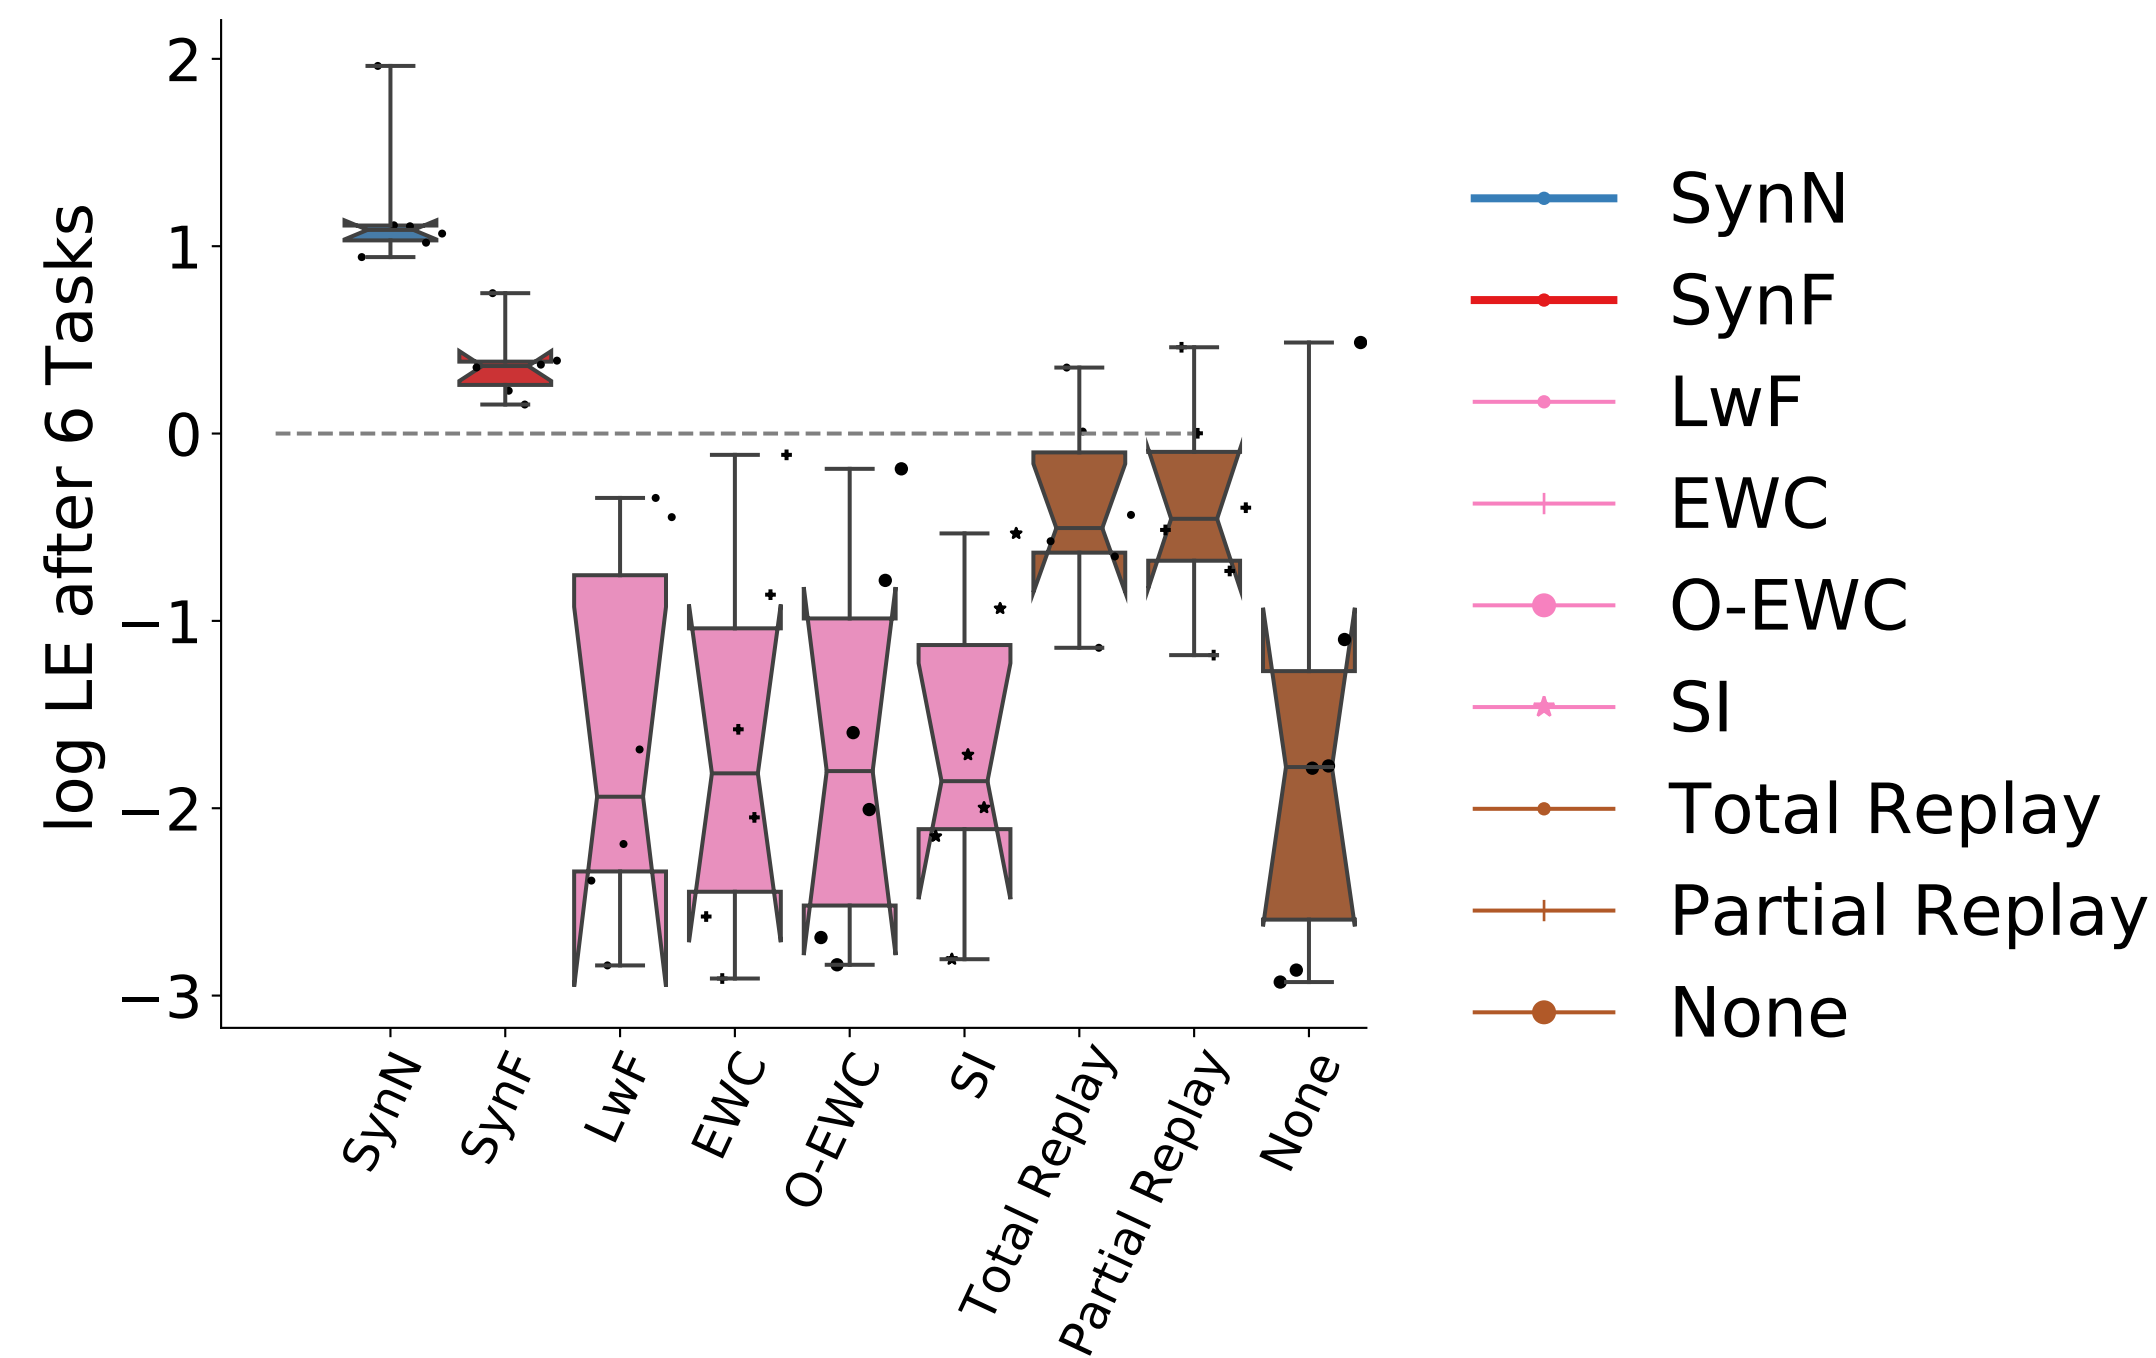 log LE after 6 Tasks
2
1
0
−1
−2
−3
SynN
SynF
LwF
EWC
O-EWC
SI
Total Replay
Partial Replay
None
SynN
SynF
LwF
EWC
O-EWC
SI
Total Replay
Partial Replay
None